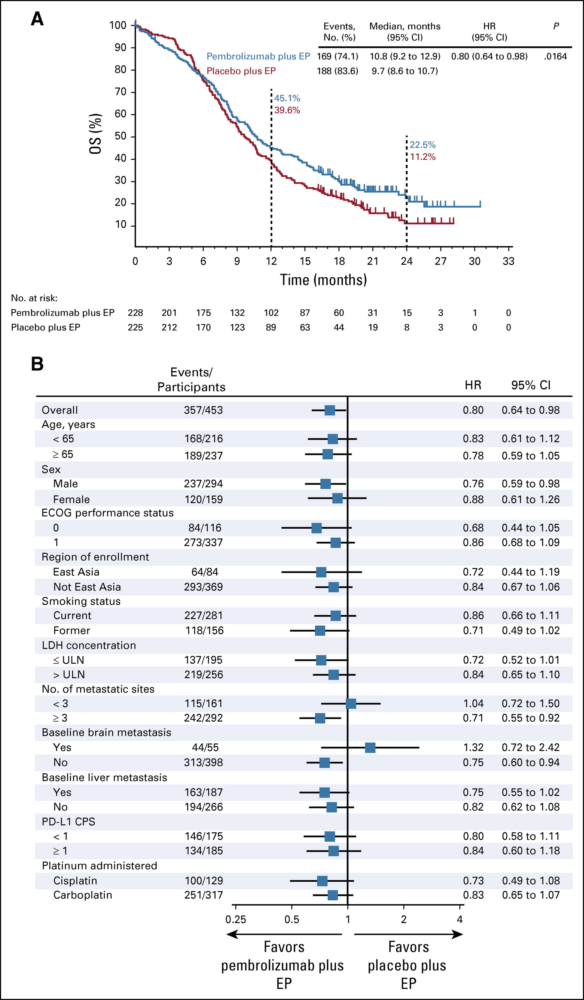 A
Events, No. (%) Median, months (95% CI) HR (95% CI) P
Pembrolizumab plus EP 169 (74.1) 10.8 (9.2 to 12.9) 0.80 (0.64 to 0.98) .0164
Placebo plus EP 188 (83.6) 9.7 (8.6 to 10.7)
OS (%)
100
90
80
70
60
50
40
30
20
10
45.1%
39.6%
22.5%
11.2%
0 3 6 9 12 15 18 21 24 27 30 33
Time (months)
No. at risk:
Pembrolizumab plus EP 228 201 175 132 102 87 60 31 15 3 1 0
Placebo plus EP 225 212 170 123 89 63 44 19 8 3 0 0
B
Events/
Participants HR 95% CI
Overall 357/453 0.80 0.64 to 0.98
Age, years
< 65 168/216 0.83 0.61 to 1.12
≥ 65 189/237 0.78 0.59 to 1.05
Sex
Male 237/294 0.76 0.59 to 0.98
Female 120/159 0.88 0.61 to 1.26
ECOG performance status
0 84/116 0.68 0.44 to 1.05
1 273/337 0.86 0.68 to 1.09
Region of enrollment
East Asia 64/84 0.72 0.44 to 1.19
Not East Asia 293/369 0.84 0.67 to 1.06
Smoking status
Current 227/281 0.86 0.66 to 1.11
Former 118/156 0.71 0.49 to 1.02
LDH concentration
≤ ULN 137/195 0.72 0.52 to 1.01
> ULN 219/256 0.84 0.65 to 1.10
No. of metastatic sites
< 3 115/161 1.04 0.72 to 1.50
≥ 3 242/292 0.71 0.55 to 0.92
Baseline brain metastasis
Yes 44/55 1.32 0.72 to 2.42
No 313/398 0.75 0.60 to 0.94
Baseline liver metastasis
Yes 163/187 0.75 0.55 to 1.02
No 194/266 0.82 0.62 to 1.08
PD-L1 CPS
< 1 146/175 0.80 0.58 to 1.11
≥ 1 134/185 0.84 0.60 to 1.18
Platinum administered
Cisplatin 100/129 0.73 0.49 to 1.08
Carboplatin 251/317 0.83 0.65 to 1.07
0.25 0.5 1 2 4
Favors
pembrolizumab plus
EP
Favors
placebo plus
EP